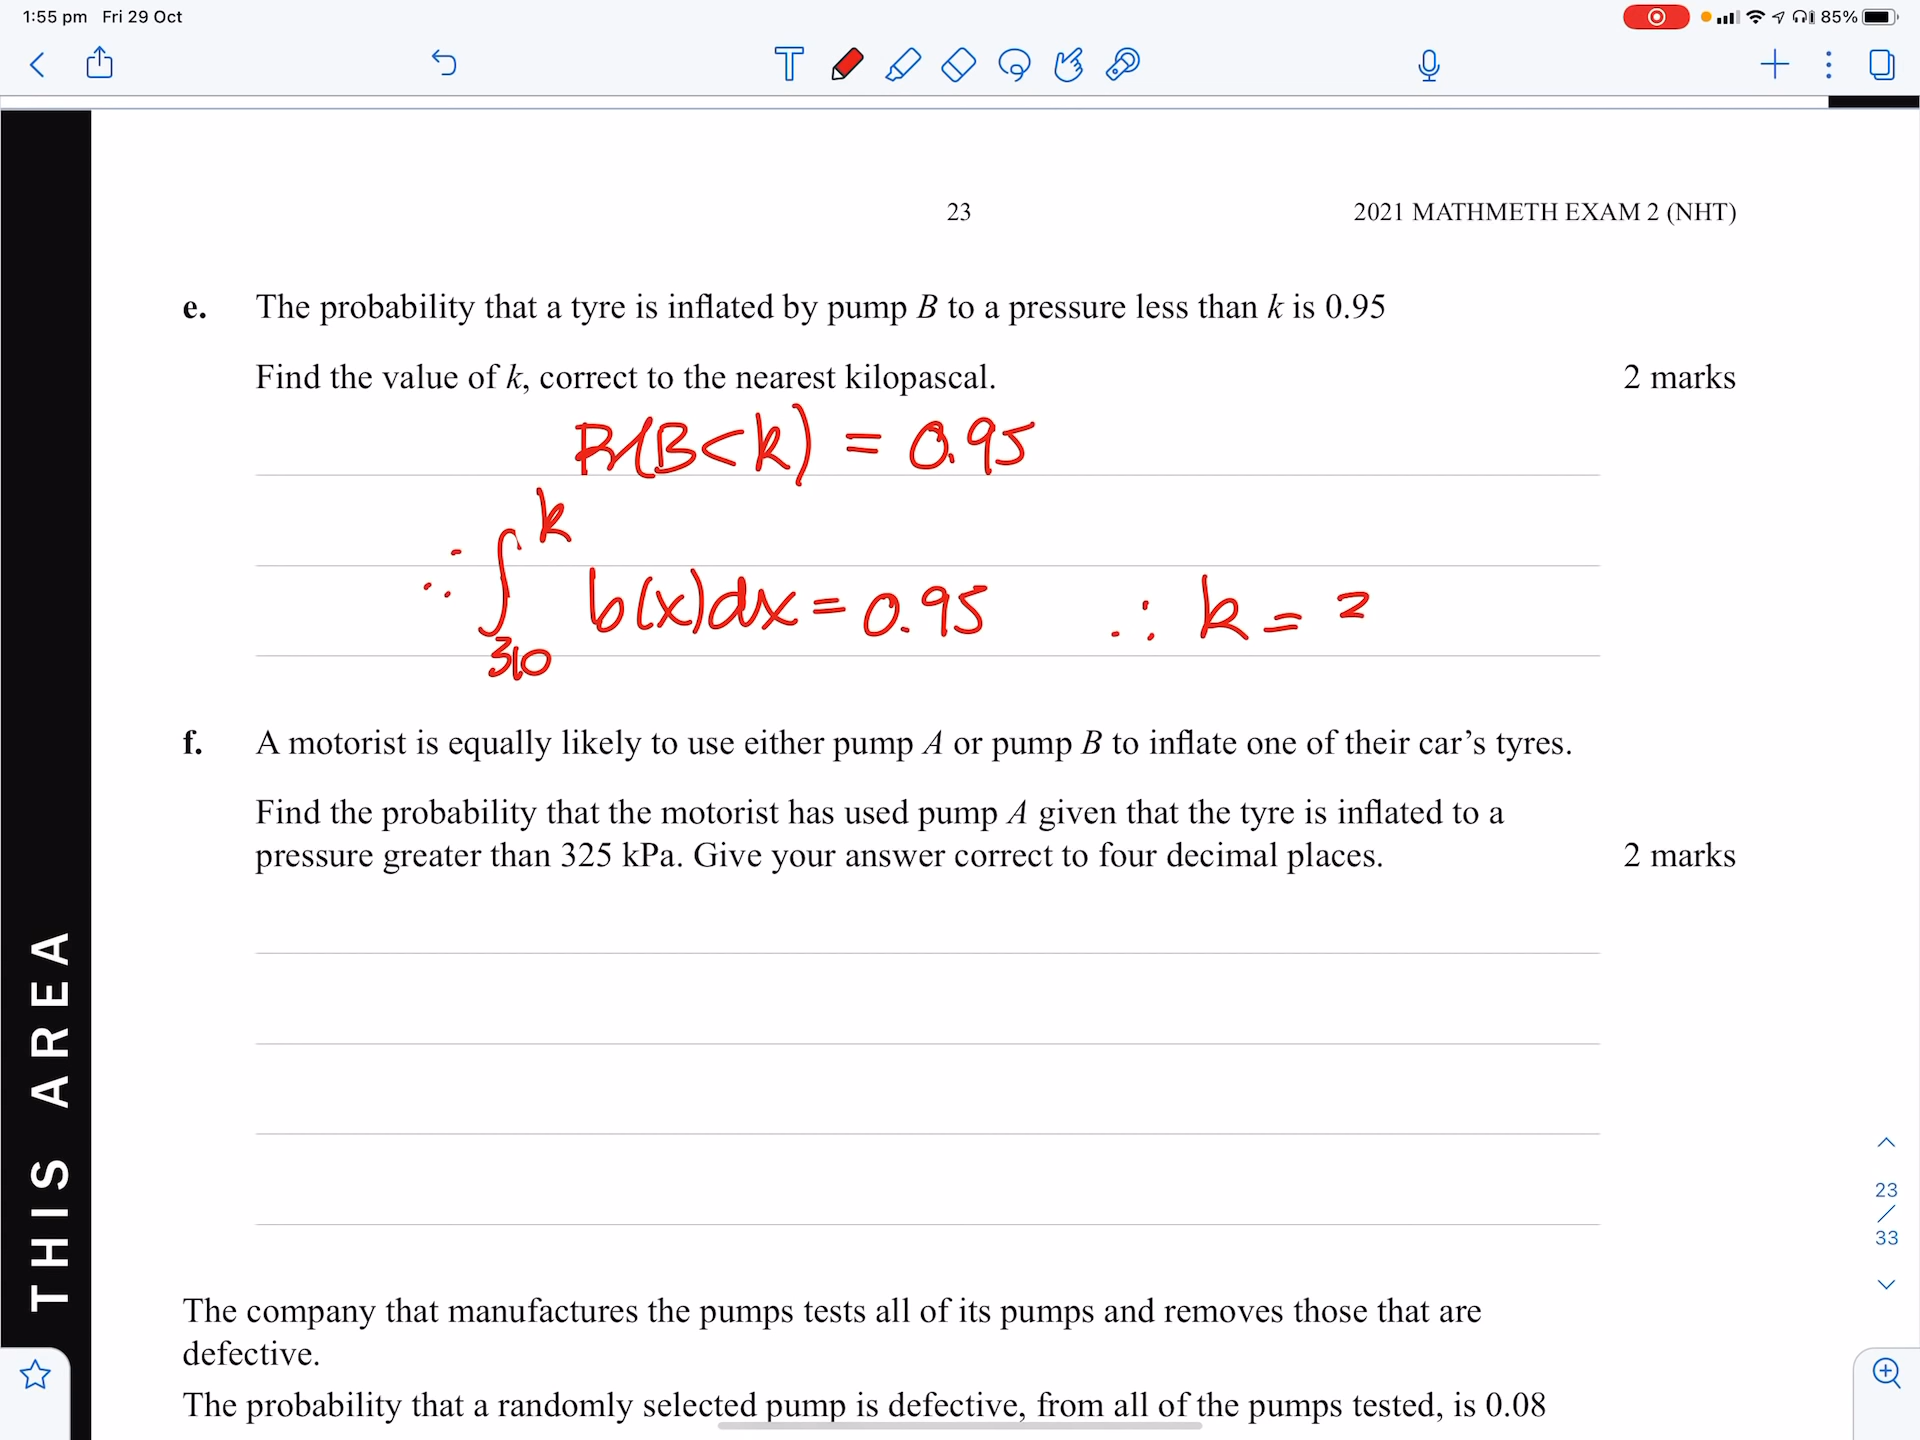 1:55 pm Fri 29 Oct
85%
23
2021 MATHMETH EXAM 2 (NHT)
e. The probability that a tyre is inflated by pump B to a pressure less than k is 0.95
Find the value of k, correct to the nearest kilopascal.
2 marks
Pr(B<k) = 0.95
∴ ∫₃₁₀ᵏ b(x)dx = 0.95 ∴ k = 2
f. A motorist is equally likely to use either pump A or pump B to inflate one of their car’s tyres.
Find the probability that the motorist has used pump A given that the tyre is inflated to a
pressure greater than 325 kPa. Give your answer correct to four decimal places.
2 marks
THIS AREA
23
/
33
The company that manufactures the pumps tests all of its pumps and removes those that are
defective.
The probability that a randomly selected pump is defective, from all of the pumps tested, is 0.08